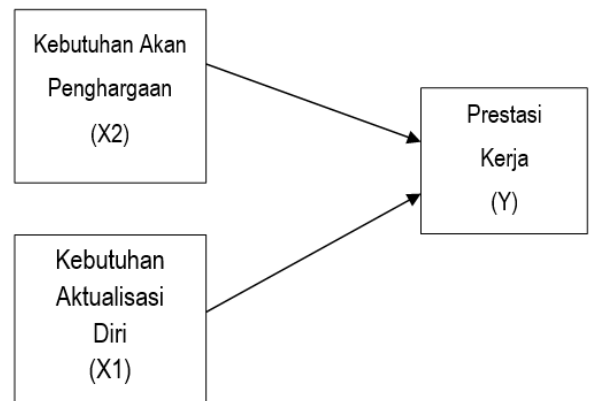 Kebutuhan Akan
Penghargaan
(X2)
Prestasi
Kerja
(Y)
Kebutuhan
Aktualisasi
Diri
(X1)